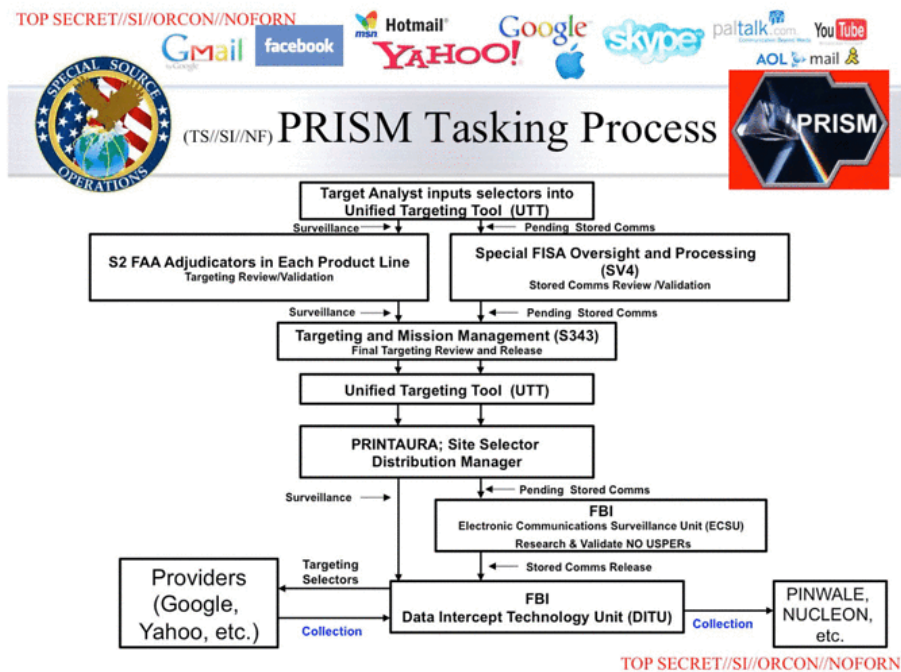 TOP SECRET//SI//ORCON//NOFORN
Gmail
by Google
facebook
msn
Hotmail
YAHOO!
Google
skype
paltalk.com
Communication Beyond Words
YouTube
AOL mail
SPECIAL SOURCE
OPERATIONS
(TS//SI//NF) PRISM Tasking Process
PRISM
Target Analyst inputs selectors into
Unified Targeting Tool (UTT)
Surveillance
Pending Stored Comms
S2 FAA Adjudicators in Each Product Line
Targeting Review/Validation
Special FISA Oversight and Processing
(SV4)
Stored Comms Review /Validation
Surveillance
Pending Stored Comms
Targeting and Mission Management (S343)
Final Targeting Review and Release
Unified Targeting Tool (UTT)
PRINTAURA; Site Selector
Distribution Manager
Surveillance
Pending Stored Comms
FBI
Electronic Communications Surveillance Unit (ECSU)
Research & Validate NO USPERs
Stored Comms Release
Providers
(Google,
Yahoo, etc.)
Targeting
Selectors
Collection
FBI
Data Intercept Technology Unit (DITU)
Collection
PINWALE,
NUCLEON,
etc.
TOP SECRET//SI//ORCON//NOFORN